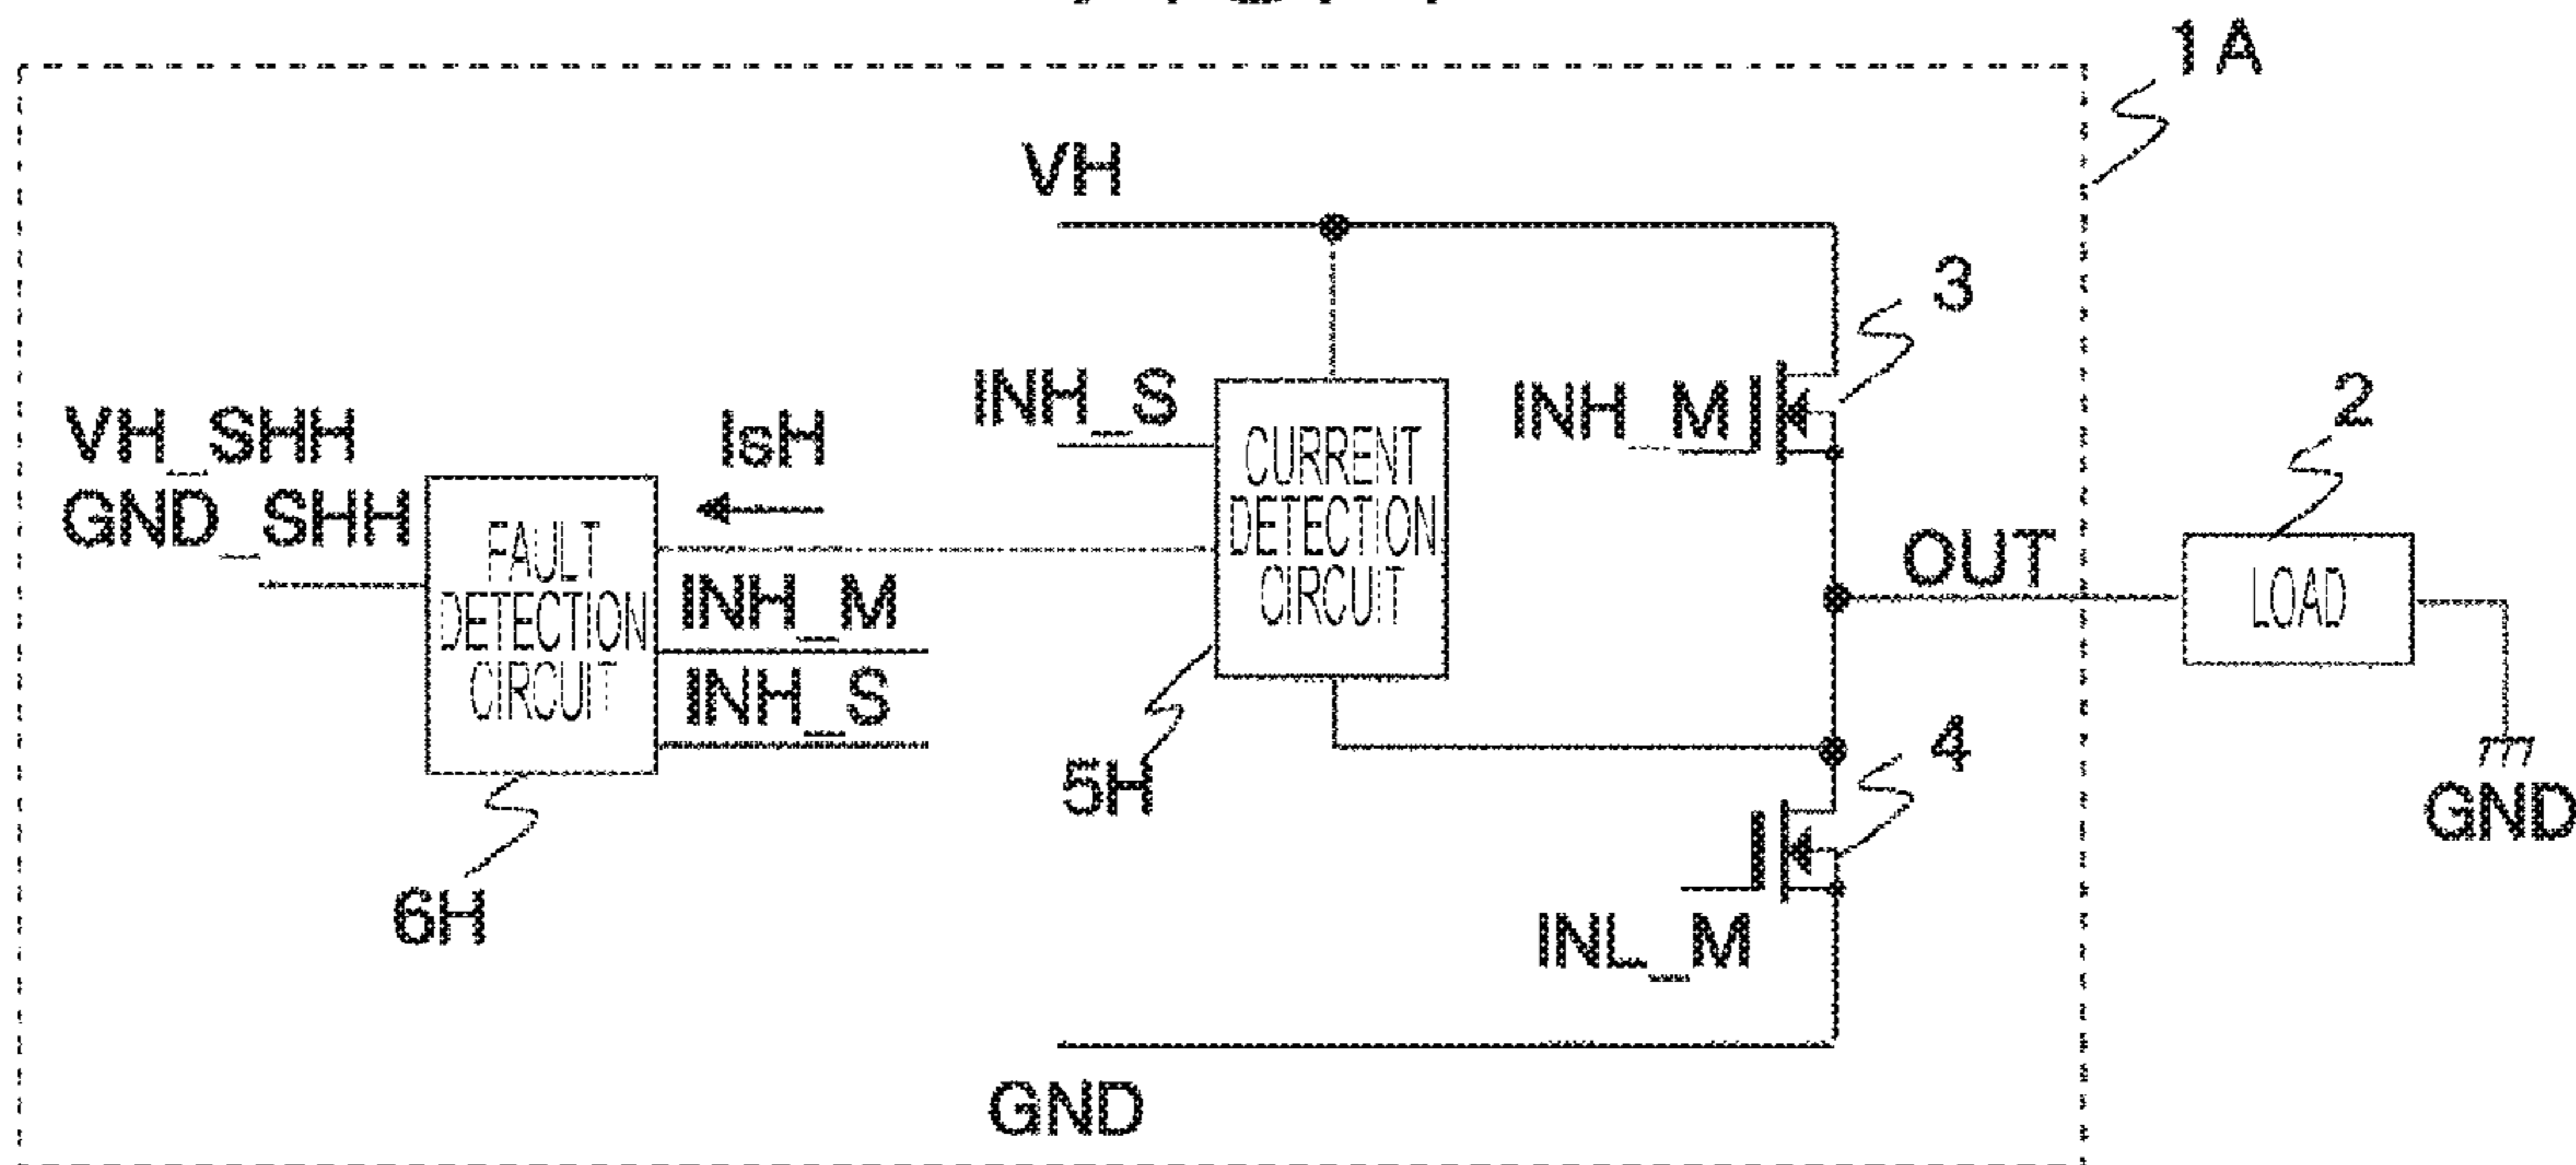 1A
VH
3
INH_S
INH_M
2
VH_SHH
IsH
GND_SHH
CURRENT
DETECTION
CIRCUIT
FAULT
DETECTION
CIRCUIT
OUT
LOAD
INH_M
INH_S
4
5H
GND
6H
INL_M
GND